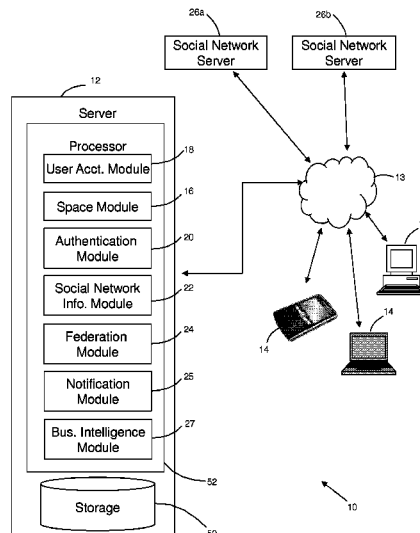 26a
26b
Social Network
Server
Social Network
Server
12
Server
Processor
18
User Acct. Module
16
Space Module
20
Authentication
Module
22
Social Network
Info. Module
24
Federation
Module
25
Notification
Module
27
Bus. Intelligence
Module
52
Storage
13
14
14
10